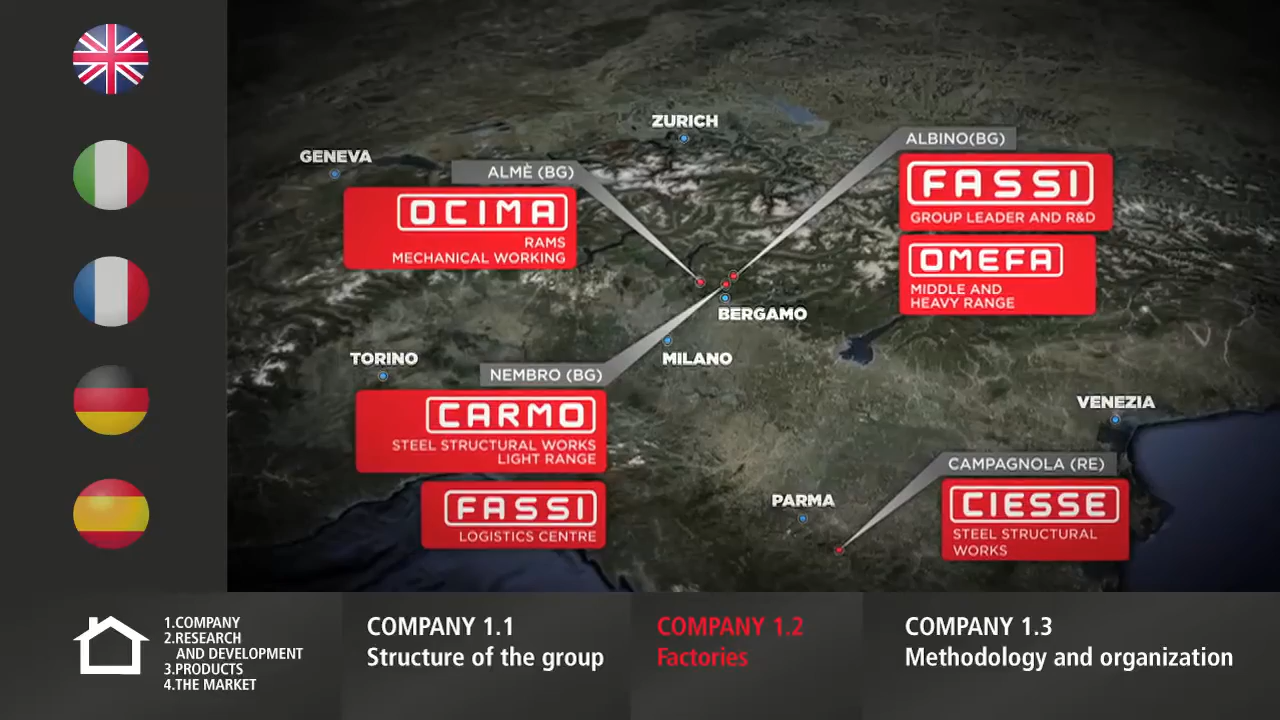 ZURICH
GENEVA
ALMÈ (BG)
OCIMA
RAMS
MECHANICAL WORKING
ALBINO(BG)
FASSI
GROUP LEADER AND R&D
OMEFA
MIDDLE AND
HEAVY RANGE
BERGAMO
MILANO
TORINO
NEMBRO (BG)
CARMO
STEEL STRUCTURAL WORKS
LIGHT RANGE
FASSI
LOGISTICS CENTRE
VENEZIA
PARMA
CAMPAGNOLA (RE)
CIESSE
STEEL STRUCTURAL
WORKS
1.COMPANY
2.RESEARCH
AND DEVELOPMENT
3.PRODUCTS
4.THE MARKET
COMPANY 1.1
Structure of the group
COMPANY 1.2
Factories
COMPANY 1.3
Methodology and organization